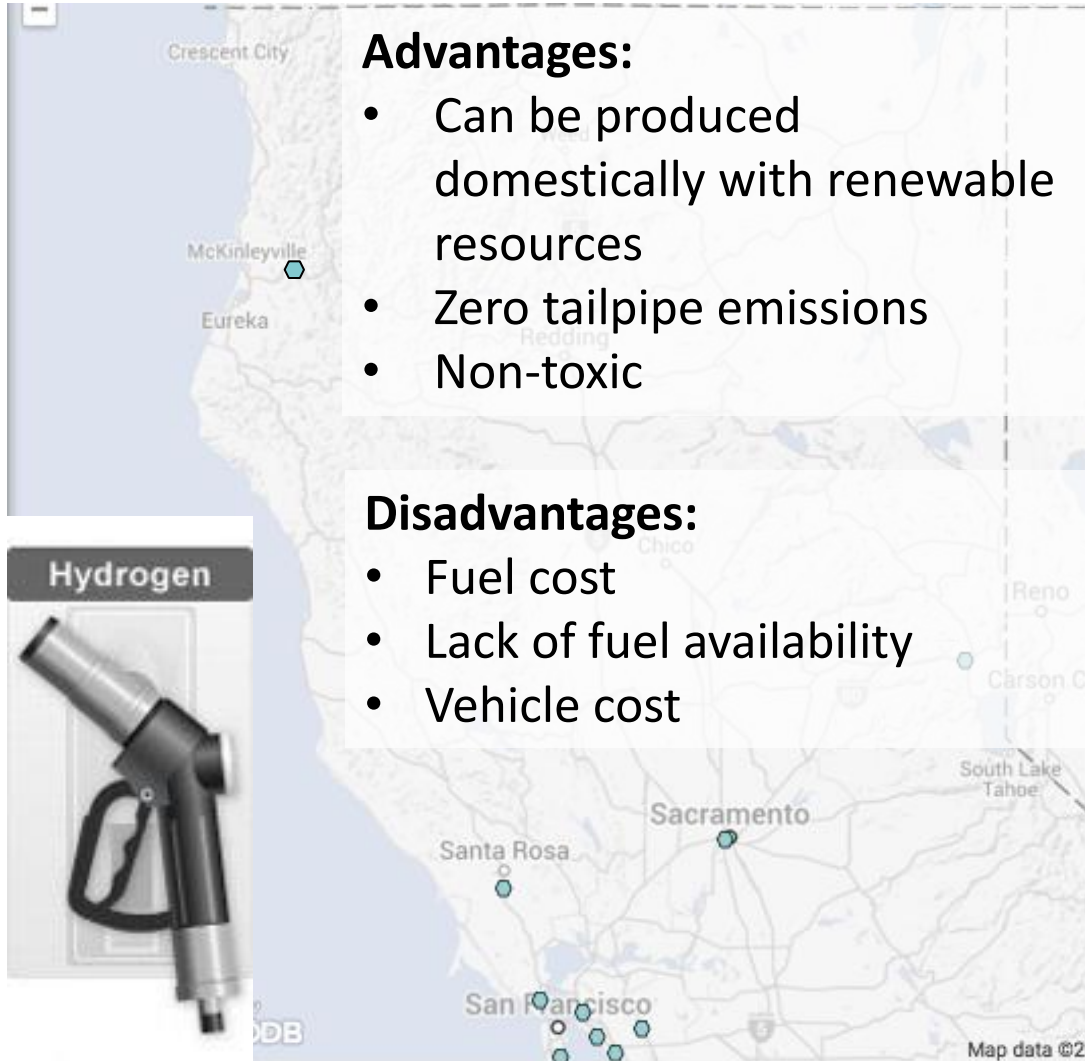 Crescent City
Advantages:
• Can be produced
domestically with renewable
resources
• Zero tailpipe emissions
• Non-toxic
McKinleyville
Eureka
Redding
Disadvantages:
• Fuel cost
• Lack of fuel availability
• Vehicle cost
Chico
Hydrogen
Reno
Carson C
South Lake
Tahoe
Sacramento
Santa Rosa
San Francisco
5
Map data ©2